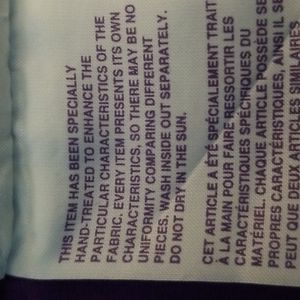 THIS ITEM HAS BEEN SPECIALLY
HAND-TREATED TO ENHANCE THE
PARTICULAR CHARACTERISTICS OF THE
FABRIC. EVERY ITEM PRESENTS ITS OWN
CHARACTERISTICS, SO THERE MAY BE NO
UNIFORMITY COMPARING DIFFERENT
PIECES, WASH INSIDE OUT SEPARATELY.
DO NOT DRY IN THE SUN.
CET ARTICLE A ÉTÉ SPÉCIALEMENT TRAIT
À LA MAIN POUR FAIRE RESSORTIR LES
CARACTÉRISTIQUES SPÉCIFIQUES DU
MATÉRIEL. CHAQUE ARTICLE POSSÈDE SE
PROPRES CARACTÉRISTIQUES, AINSI IL SE
PEUT QUE DEUX ARTICLES SIMILAIRES